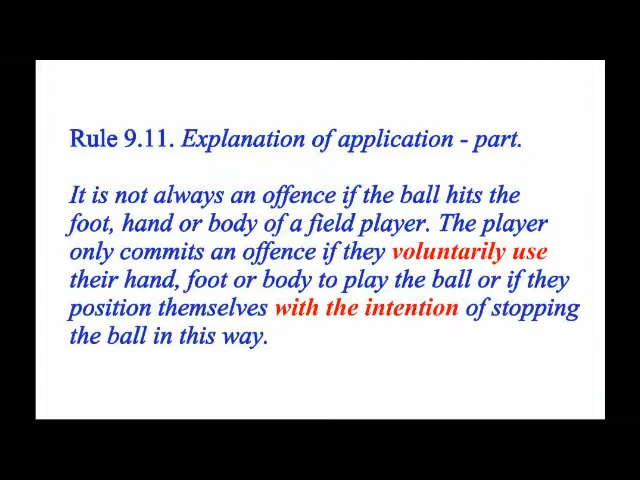 Rule 9.11. Explanation of application - part.
It is not always an offence if the ball hits the
foot, hand or body of a field player. The player
only commits an offence if they voluntarily use
their hand, foot or body to play the ball or if they
position themselves with the intention of stopping
the ball in this way.